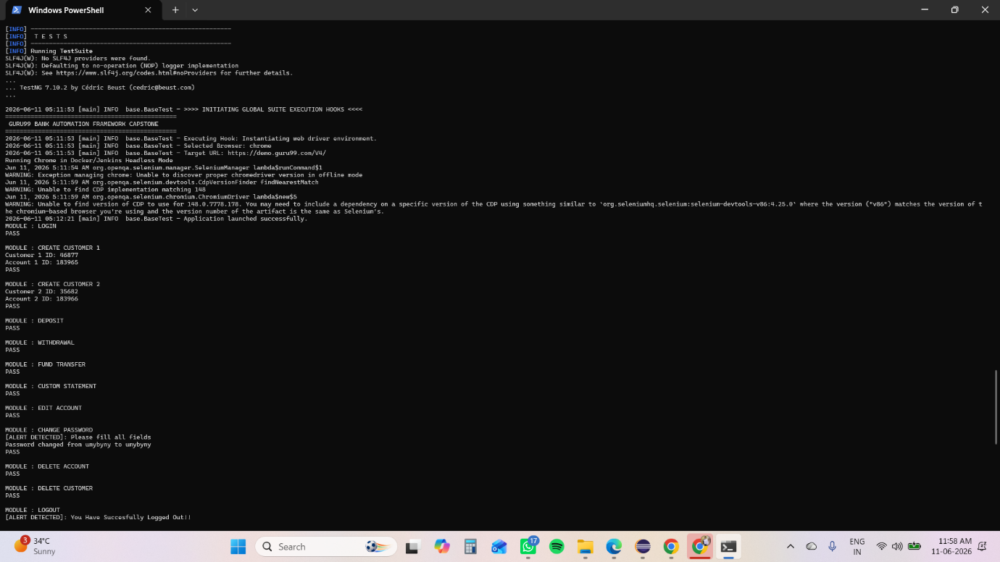 Windows PowerShell
[INFO] -------------------------------------------------------
[INFO]  T E S T S
[INFO] -------------------------------------------------------
[INFO] Running TestSuite
SLF4J(W): No SLF4J providers were found.
SLF4J(W): Defaulting to no-operation (NOP) logger implementation
SLF4J(W): See https://www.slf4j.org/codes.html#noProviders for further details.
...
... TestNG 7.10.2 by Cédric Beust (cedric@beust.com)
...
2026-06-11 05:11:53 [main] INFO  base.BaseTest - >>>> INITIATING GLOBAL SUITE EXECUTION HOOKS <<<<
===============================================
GURU99 BANK AUTOMATION FRAMEWORK CAPSTONE
===============================================
2026-06-11 05:11:53 [main] INFO  base.BaseTest - Executing Hook: Instantiating web driver environment.
2026-06-11 05:11:53 [main] INFO  base.BaseTest - Selected Browser: chrome
2026-06-11 05:11:53 [main] INFO  base.BaseTest - Target URL: https://demo.guru99.com/V4/
Running Chrome in Docker/Jenkins Headless Mode
Jun 11, 2026 5:11:54 AM org.openqa.selenium.manager.SeleniumManager lambda$runCommand$1
WARNING: Exception managing chrome: Unable to discover proper chromedriver version in offline mode
Jun 11, 2026 5:11:59 AM org.openqa.selenium.devtools.CdpVersionFinder findNearestMatch
WARNING: Unable to find CDP implementation matching 148
Jun 11, 2026 5:11:59 AM org.openqa.selenium.chromium.ChromiumDriver lambda$new$5
WARNING: Unable to find version of CDP to use for 148.0.7778.178. You may need to include a dependency on a specific version of the CDP using something similar to `org.seleniumhq.selenium:selenium-devtools-v86:4.25.0` where the version ("v86") matches the version of t
he chromium-based browser you're using and the version number of the artifact is the same as Selenium's.
2026-06-11 05:12:21 [main] INFO  base.BaseTest - Application launched successfully.
MODULE : LOGIN
PASS
MODULE : CREATE CUSTOMER 1
Customer 1 ID: 46877
Account 1 ID: 183965
PASS
MODULE : CREATE CUSTOMER 2
Customer 2 ID: 35682
Account 2 ID: 183966
PASS
MODULE : DEPOSIT
PASS
MODULE : WITHDRAWAL
PASS
MODULE : FUND TRANSFER
PASS
MODULE : CUSTOM STATEMENT
PASS
MODULE : EDIT ACCOUNT
PASS
MODULE : CHANGE PASSWORD
[ALERT DETECTED]: Please fill all fields
Password changed from umybyny to umybyny
PASS
MODULE : DELETE ACCOUNT
PASS
MODULE : DELETE CUSTOMER
PASS
MODULE : LOGOUT
[ALERT DETECTED]: You Have Succesfully Logged Out!!
3
34°C
Sunny
Search
17
ENG
IN
11:58 AM
11-06-2026